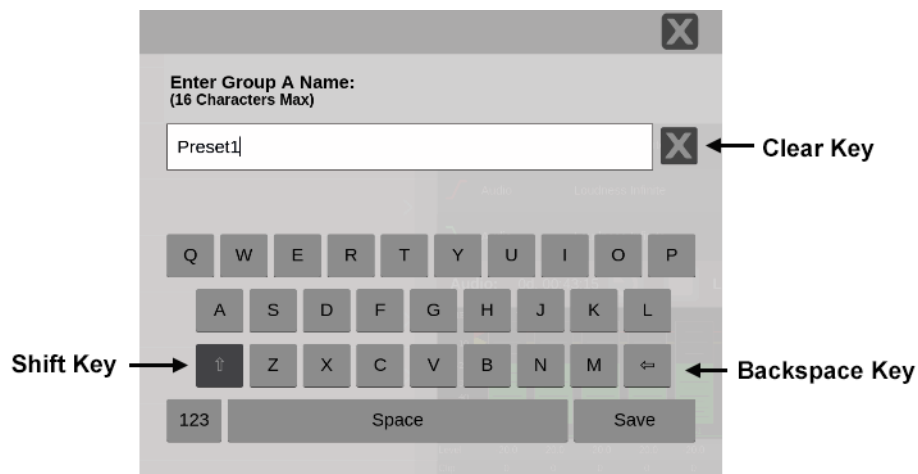 X
Enter Group A Name:
(16 Characters Max)
Preset1
X
Clear Key
Q W E R T Y U I O P
A S D F G H J K L
Shift Key
⇧ Z X C V B N M ⇦
Backspace Key
123 Space Save